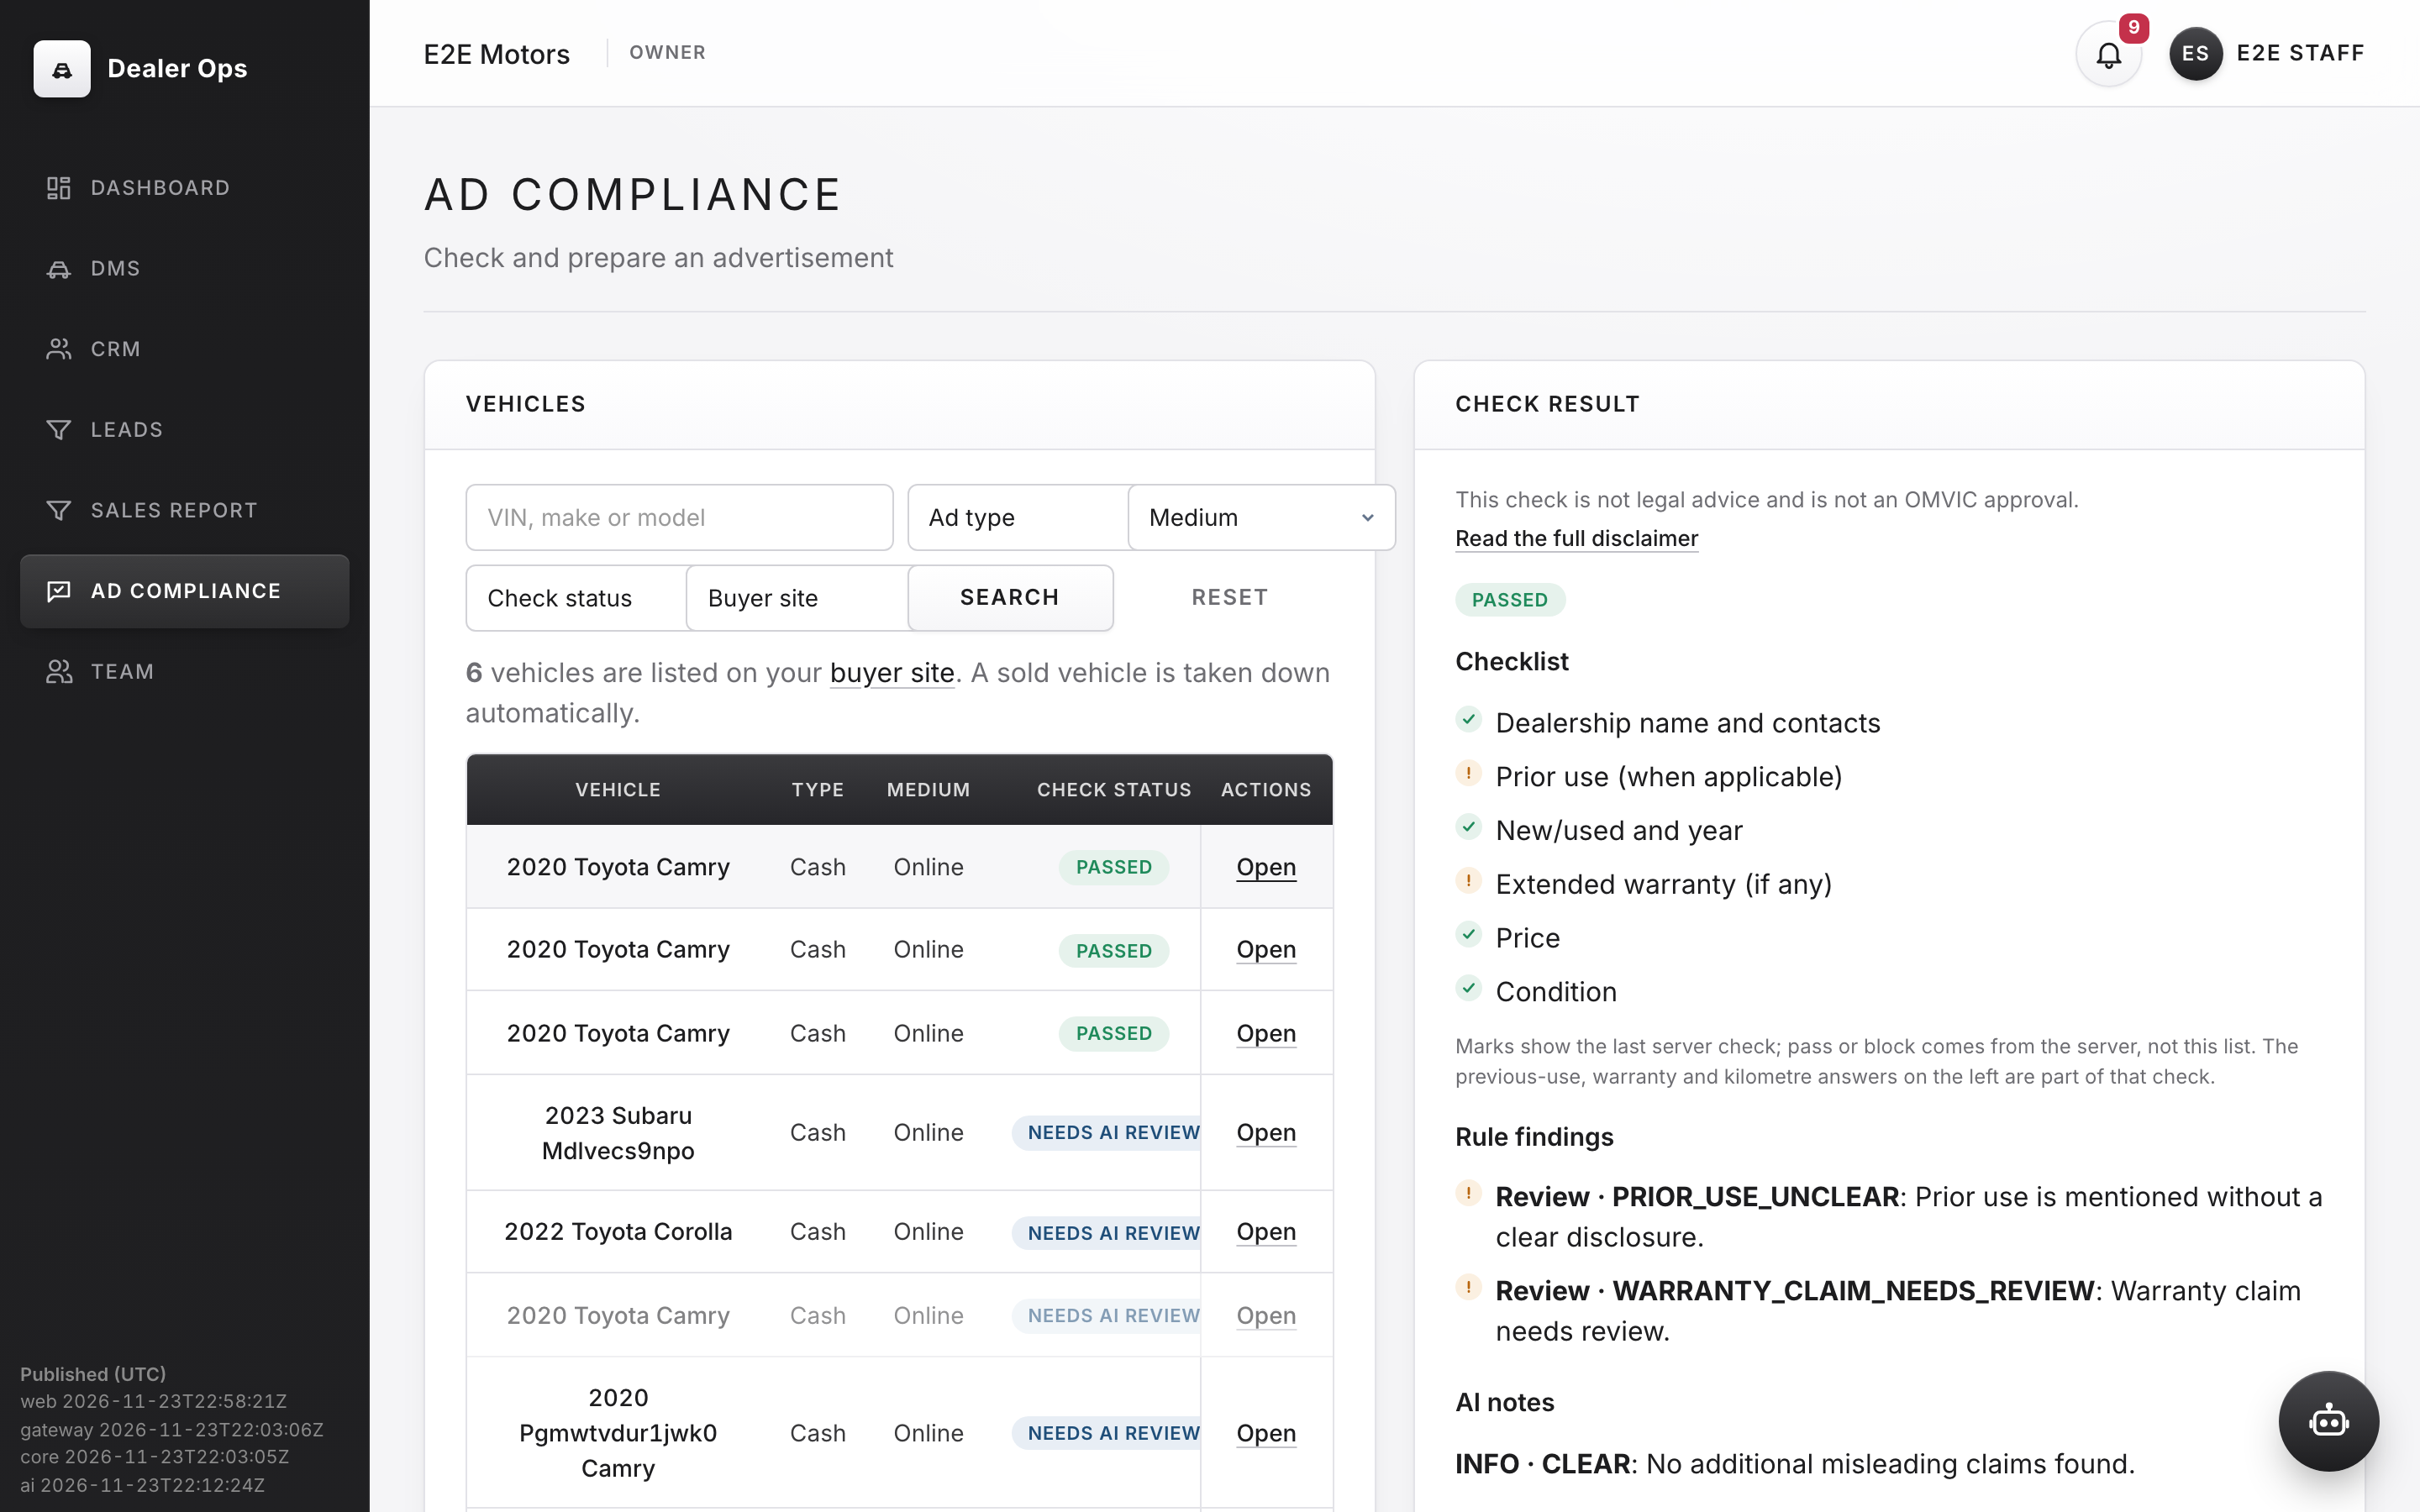 Dealer Ops
E2E Motors
OWNER
9
ES
E2E STAFF
DASHBOARD
DMS
CRM
LEADS
SALES REPORT
AD COMPLIANCE
TEAM
Published (UTC)
web 2026-11-23T22:58:21Z
gateway 2026-11-23T22:03:06Z
core 2026-11-23T22:03:05Z
ai 2026-11-23T22:12:24Z
AD COMPLIANCE
Check and prepare an advertisement
VEHICLES
VIN, make or model
Ad type
Medium
Check status
Buyer site
SEARCH
RESET
6 vehicles are listed on your buyer site. A sold vehicle is taken down
automatically.
VEHICLE TYPE MEDIUM CHECK STATUS ACTIONS
2020 Toyota Camry Cash Online PASSED Open
2020 Toyota Camry Cash Online PASSED Open
2020 Toyota Camry Cash Online PASSED Open
2023 Subaru
Mdlvecs9npo Cash Online NEEDS AI REVIEW Open
2022 Toyota Corolla Cash Online NEEDS AI REVIEW Open
2020 Toyota Camry Cash Online NEEDS AI REVIEW Open
2020
Pgmwtvdur1jwk0 Cash Online NEEDS AI REVIEW Open
Camry
CHECK RESULT
This check is not legal advice and is not an OMVIC approval.
Read the full disclaimer
PASSED
Checklist
Dealership name and contacts
Prior use (when applicable)
New/used and year
Extended warranty (if any)
Price
Condition
Marks show the last server check; pass or block comes from the server, not this list. The
previous-use, warranty and kilometre answers on the left are part of that check.
Rule findings
Review · PRIOR_USE_UNCLEAR: Prior use is mentioned without a
clear disclosure.
Review · WARRANTY_CLAIM_NEEDS_REVIEW: Warranty claim
needs review.
AI notes
INFO · CLEAR: No additional misleading claims found.